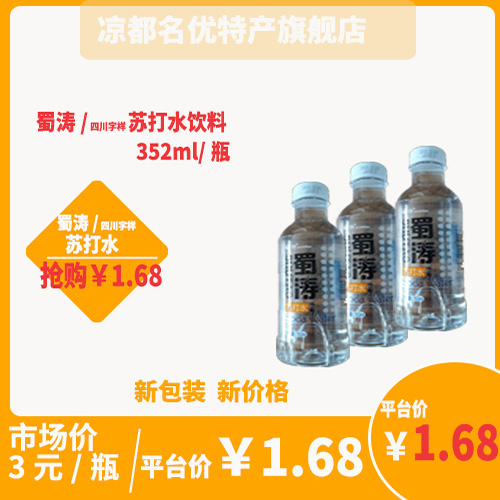 凉都名优特产旗舰店
蜀涛/四川字样苏打水饮料
352ml/瓶
蜀涛/四川字样
苏打水
抢购￥1.68
蜀涛
苏打水
新包装 新价格
市场价
3元/瓶
平台价￥1.68
平台价
￥1.68